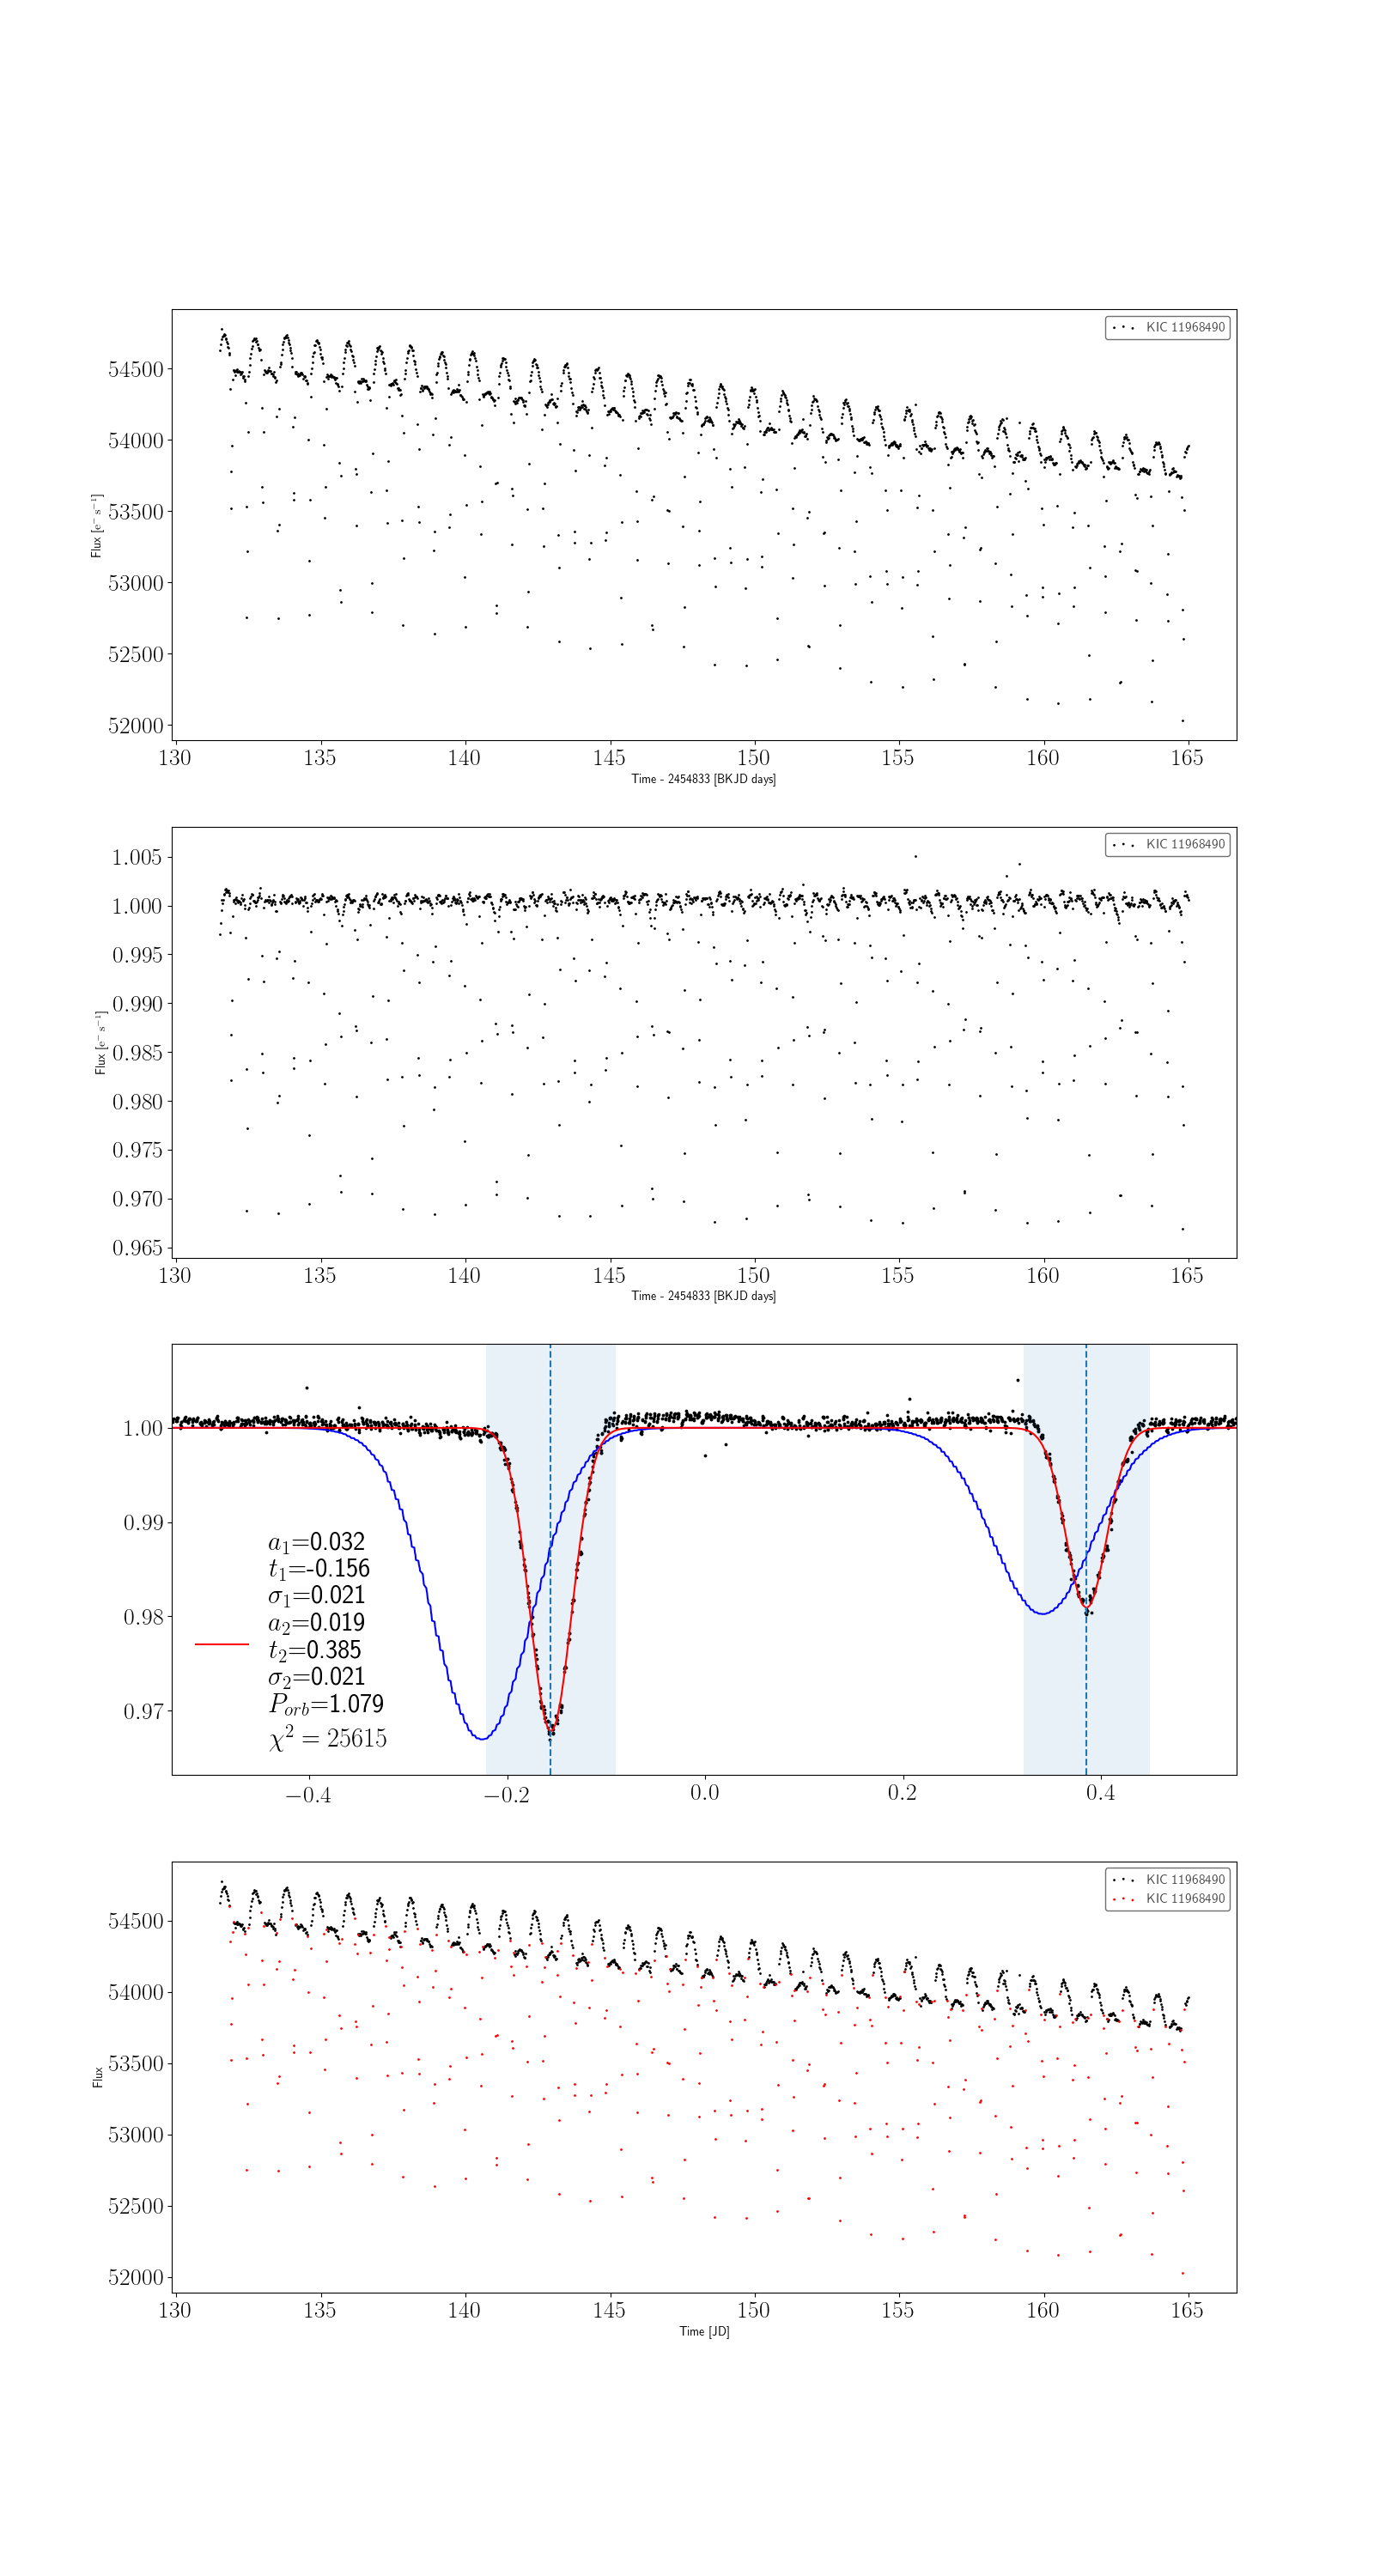 KIC 11968490
54500
54000
53500
53000
52500
52000
Flux [e⁻ s⁻¹]
130 135 140 145 150 155 160 165
Time - 2454833 [BKJD days]
KIC 11968490
1.005
1.000
0.995
0.990
0.985
0.980
0.975
0.970
0.965
Flux [e⁻ s⁻¹]
130 135 140 145 150 155 160 165
Time - 2454833 [BKJD days]
1.00
0.99
0.98
0.97
a₁=0.032
t₁=-0.156
σ₁=0.021
a₂=0.019
t₂=0.385
σ₂=0.021
Pₒᵣb=1.079
χ² = 25615
−0.4 −0.2 0.0 0.2 0.4
KIC 11968490
KIC 11968490
54500
54000
53500
53000
52500
52000
Flux
130 135 140 145 150 155 160 165
Time [JD]